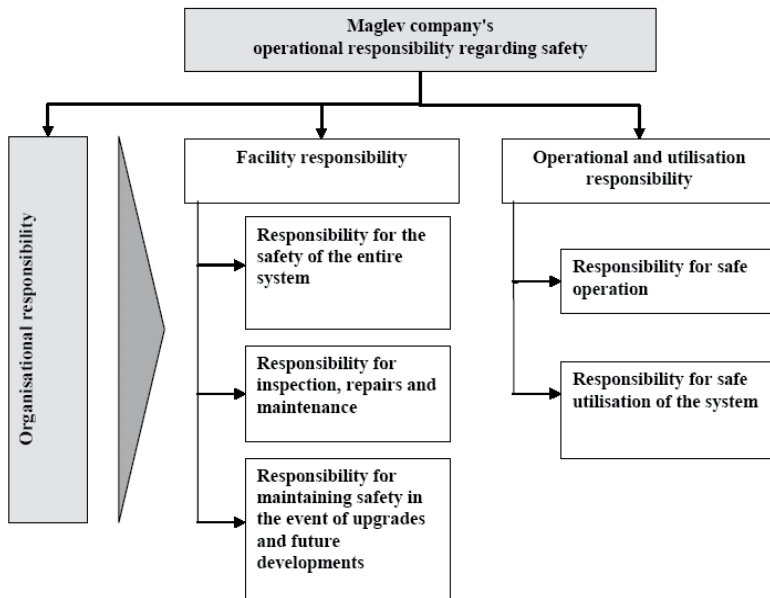 Maglev company's
operational responsibility regarding safety
Organisational responsibility
Facility responsibility
Responsibility for the
safety of the entire
system
Responsibility for
inspection, repairs and
maintenance
Responsibility for
maintaining safety in
the event of upgrades
and future
developments
Operational and utilisation
responsibility
Responsibility for safe
operation
Responsibility for safe
utilisation of the system